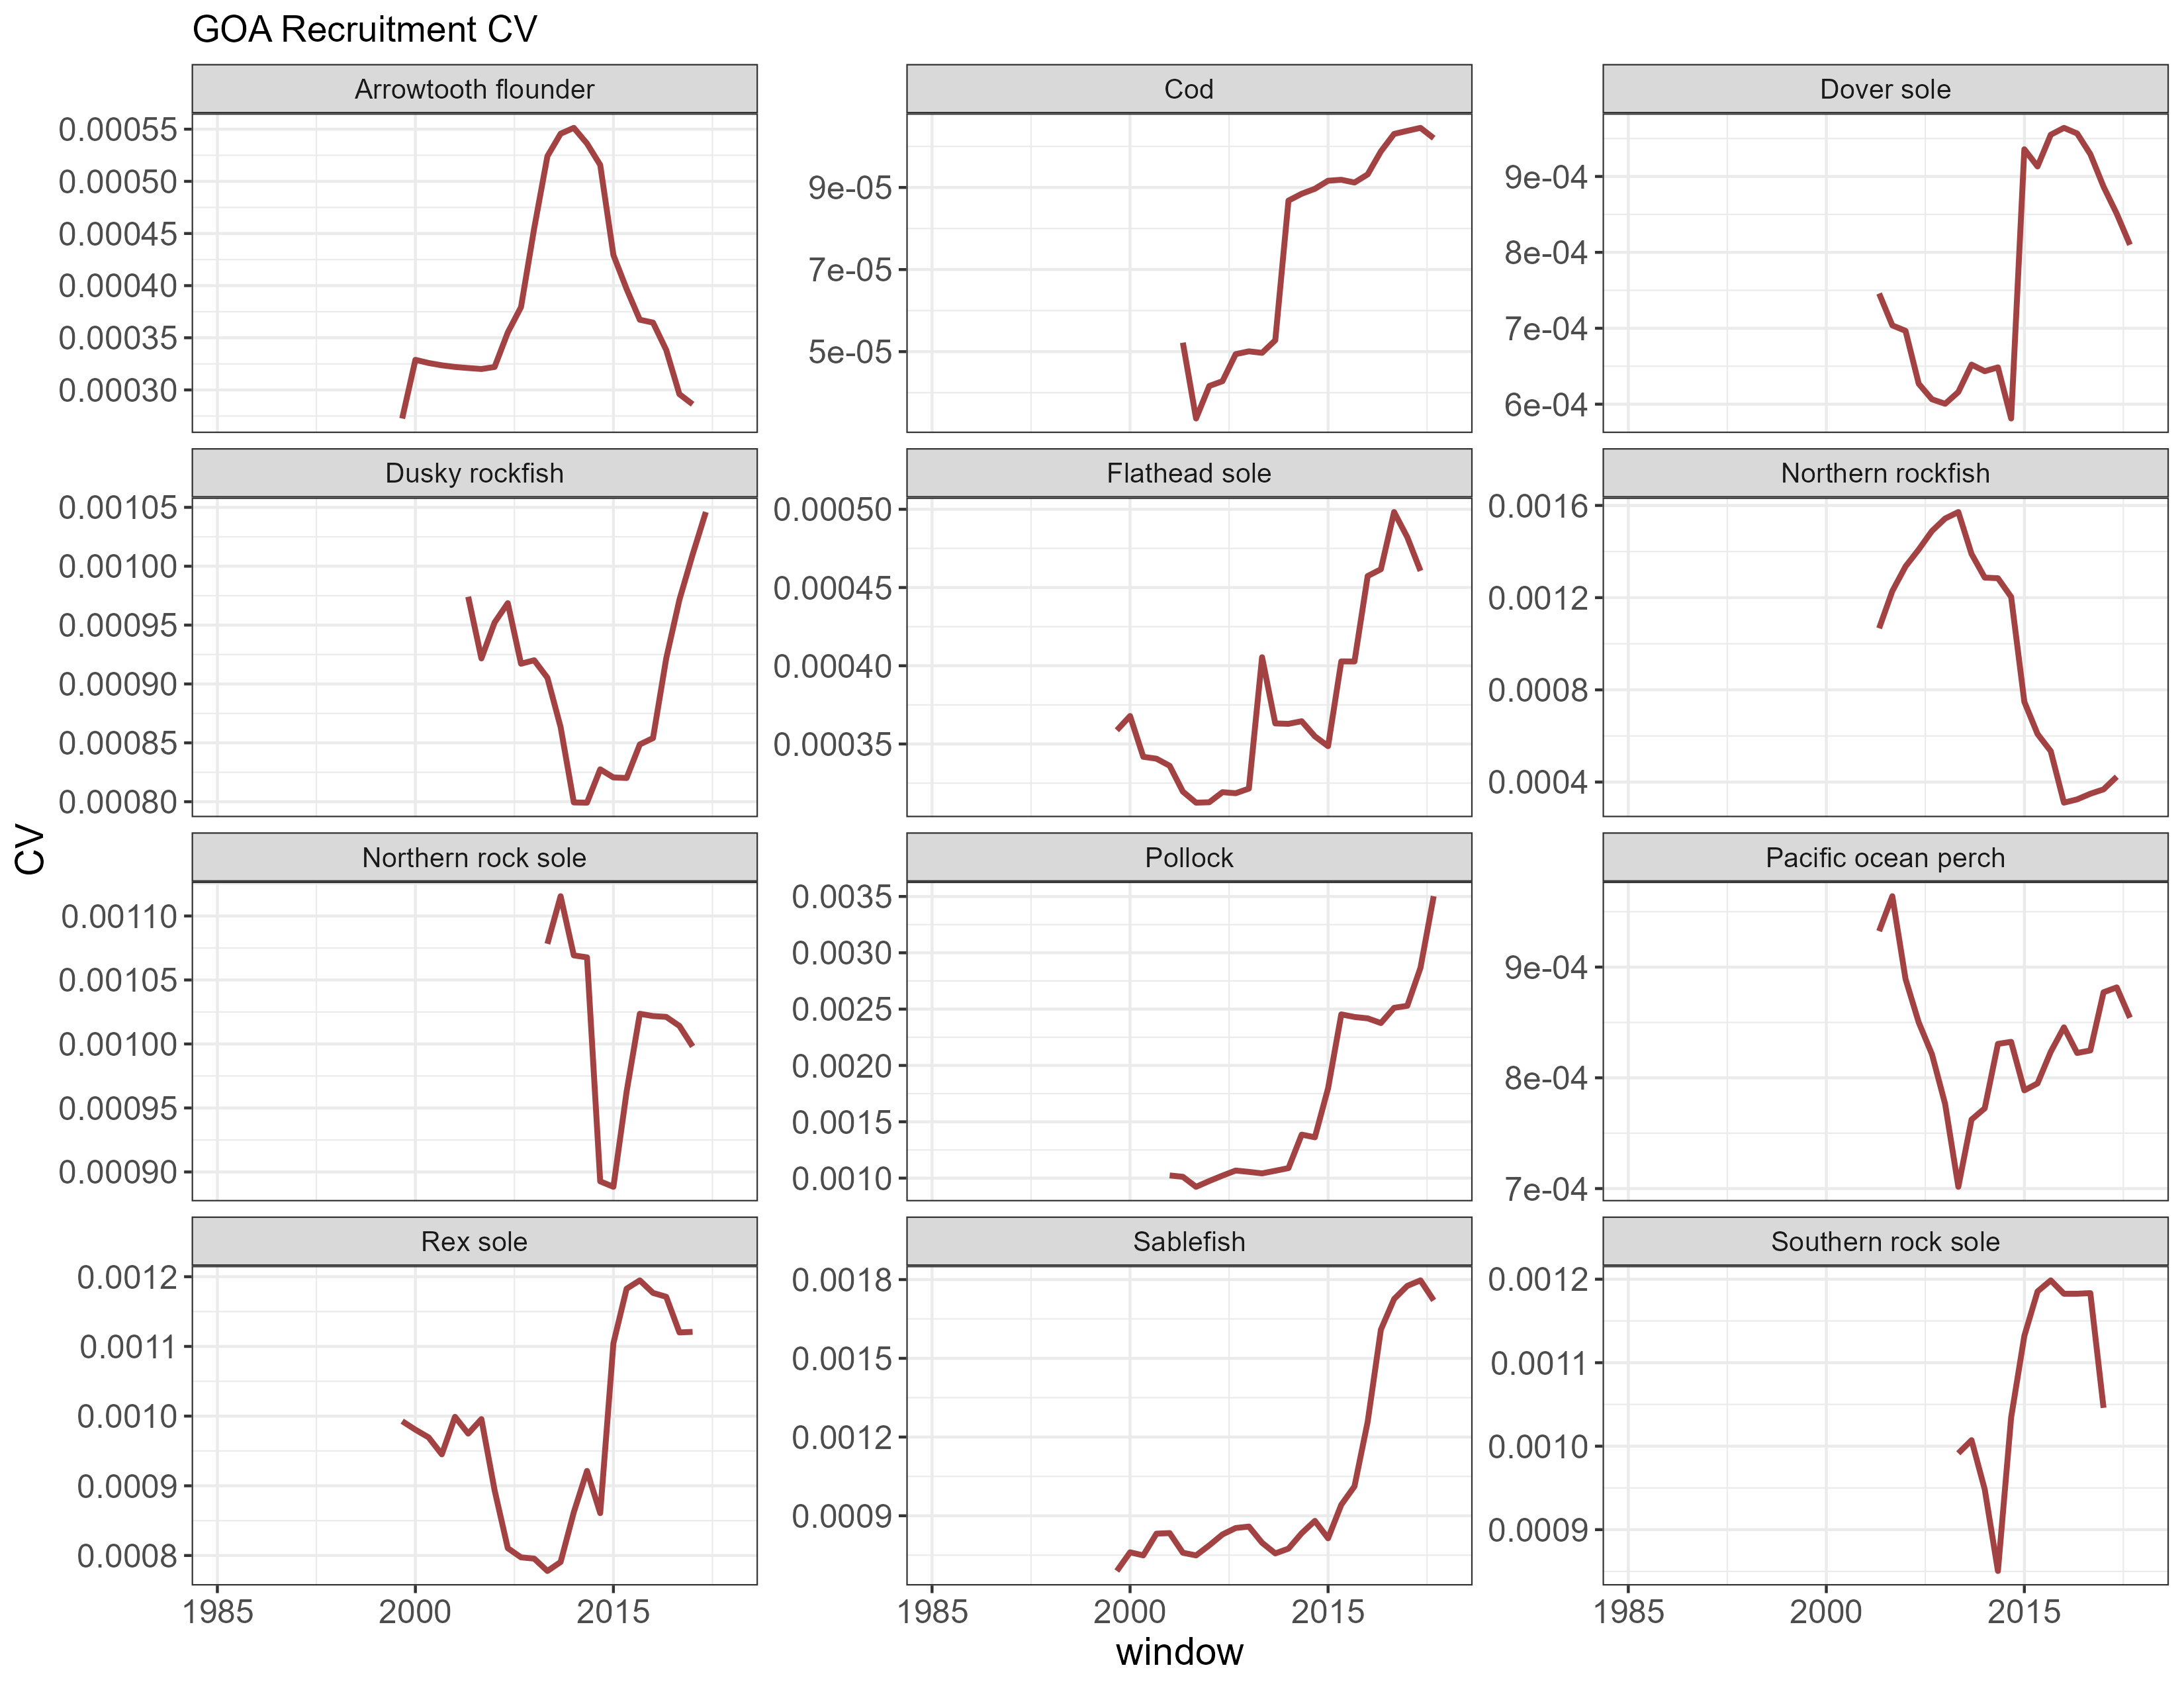 GOA Recruitment CV
Arrowtooth flounder
Cod
Dover sole
0.00055
0.00050
0.00045
0.00040
0.00035
0.00030
9e-05
7e-05
5e-05
9e-04
8e-04
7e-04
6e-04
Dusky rockfish
Flathead sole
Northern rockfish
0.00105
0.00100
0.00095
0.00090
0.00085
0.00080
0.00050
0.00045
0.00040
0.00035
0.0016
0.0012
0.0008
0.0004
CV
Northern rock sole
Pollock
Pacific ocean perch
0.00110
0.00105
0.00100
0.00095
0.00090
0.0035
0.0030
0.0025
0.0020
0.0015
0.0010
9e-04
8e-04
7e-04
Rex sole
Sablefish
Southern rock sole
0.0012
0.0011
0.0010
0.0009
0.0008
0.0018
0.0015
0.0012
0.0009
0.0012
0.0011
0.0010
0.0009
1985 2000 2015
1985 2000 2015
1985 2000 2015
window